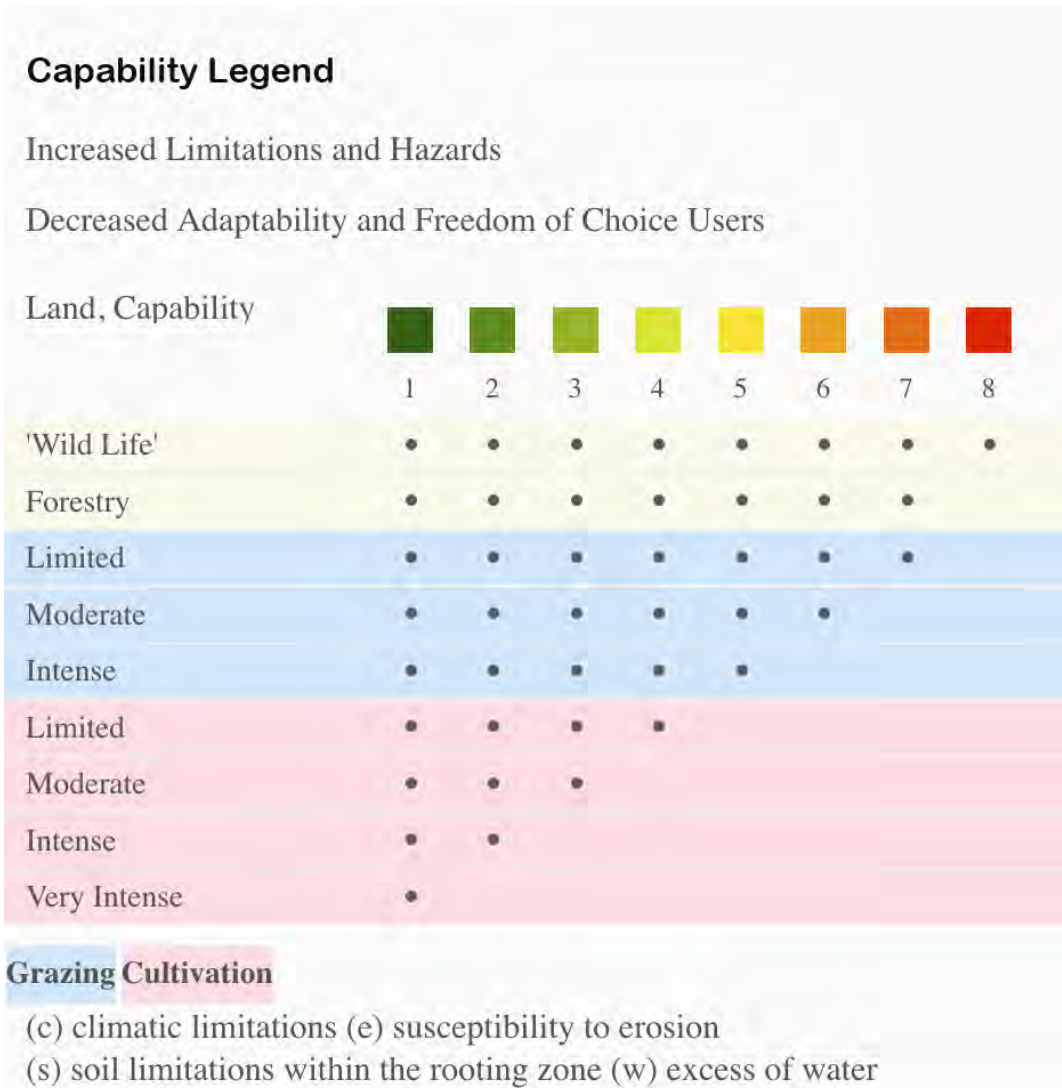 Capability Legend
Increased Limitations and Hazards
Decreased Adaptability and Freedom of Choice Users
Land, Capability
1 2 3 4 5 6 7 8
'Wild Life'
Forestry
Limited
Moderate
Intense
Limited
Moderate
Intense
Very Intense
Grazing Cultivation
(c) climatic limitations (e) susceptibility to erosion
(s) soil limitations within the rooting zone (w) excess of water